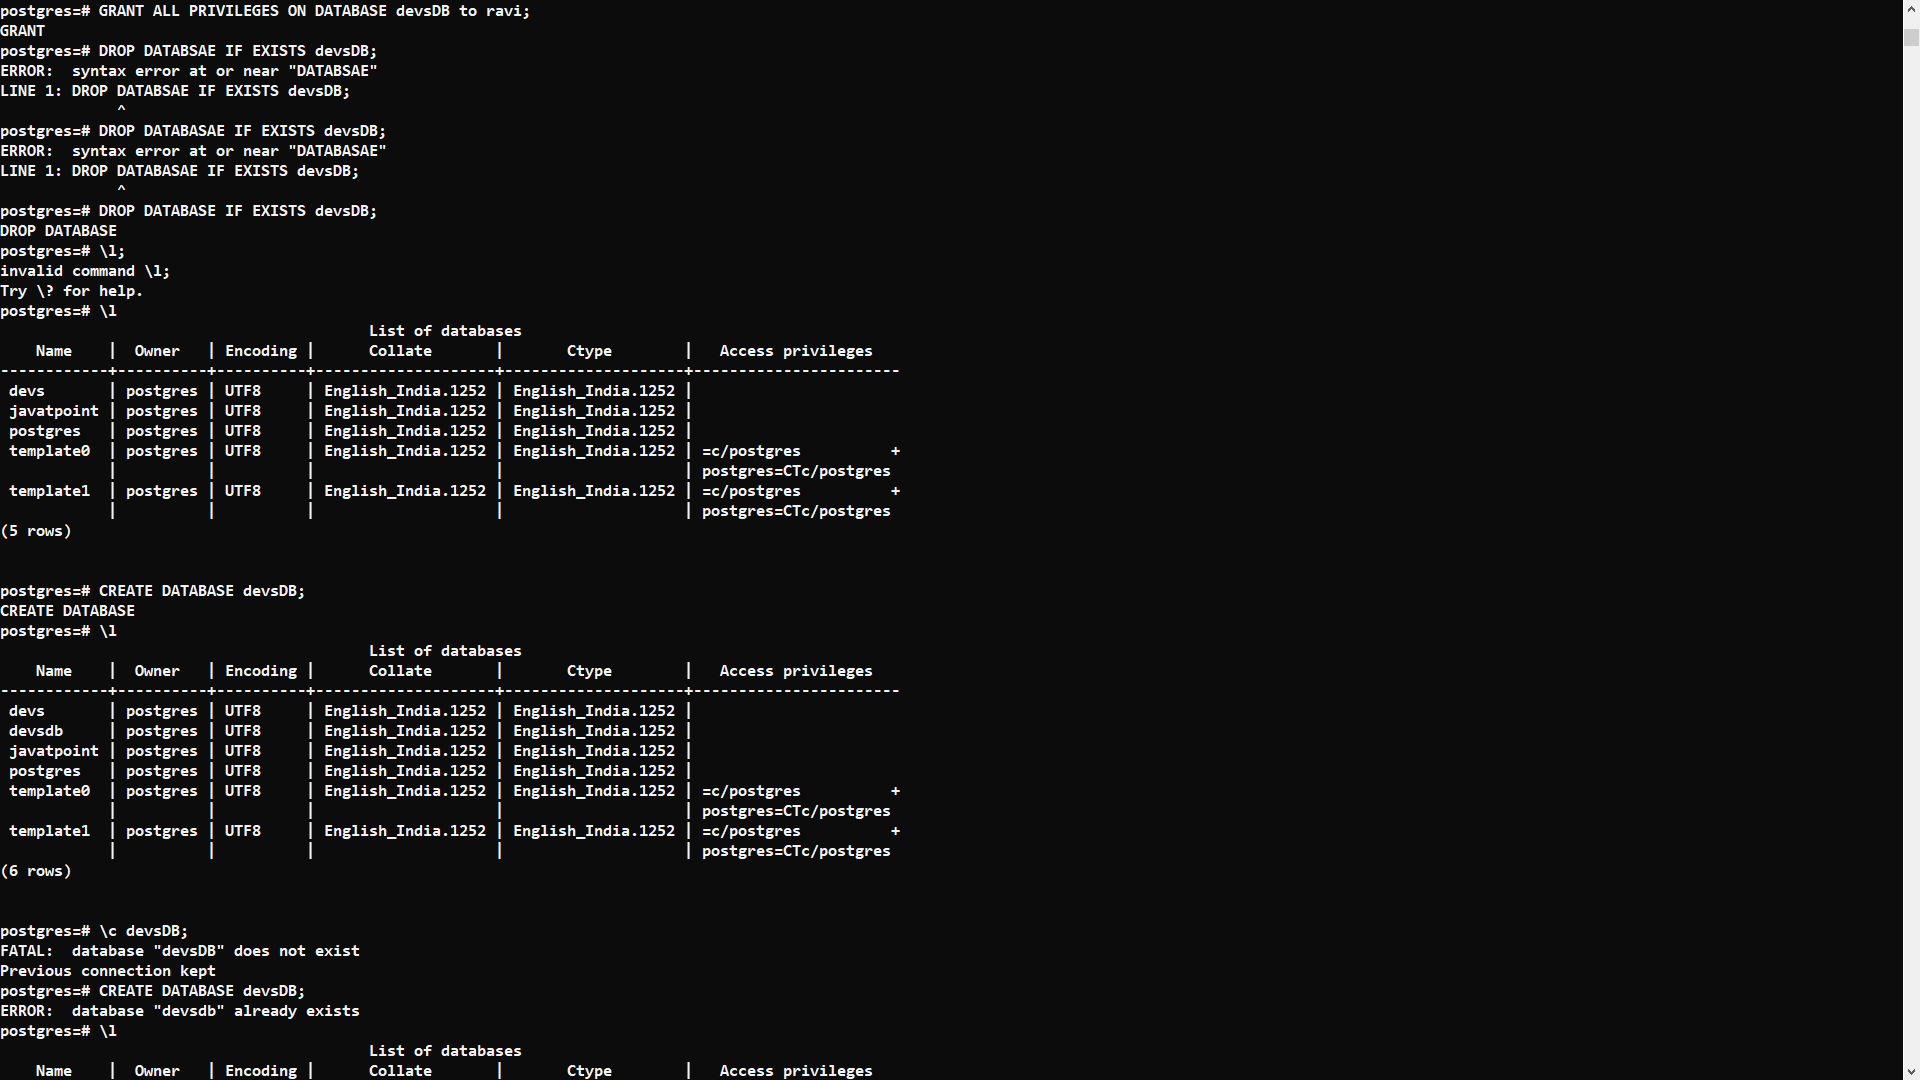 postgres=# GRANT ALL PRIVILEGES ON DATABASE devsDB to ravi;
GRANT
postgres=# DROP DATABSAE IF EXISTS devsDB;
ERROR:  syntax error at or near "DATABSAE"
LINE 1: DROP DATABSAE IF EXISTS devsDB;
             ^
postgres=# DROP DATABASAE IF EXISTS devsDB;
ERROR:  syntax error at or near "DATABASAE"
LINE 1: DROP DATABASAE IF EXISTS devsDB;
             ^
postgres=# DROP DATABASE IF EXISTS devsDB;
DROP DATABASE
postgres=# \l;
invalid command \l;
Try \? for help.
postgres=# \l
                                         List of databases
    Name    |  Owner   | Encoding |      Collate       |       Ctype        |   Access privileges
------------+----------+----------+--------------------+--------------------+-----------------------
 devs       | postgres | UTF8     | English_India.1252 | English_India.1252 |
 javatpoint | postgres | UTF8     | English_India.1252 | English_India.1252 |
 postgres   | postgres | UTF8     | English_India.1252 | English_India.1252 |
 template0  | postgres | UTF8     | English_India.1252 | English_India.1252 | =c/postgres          +
            |          |          |                    |                    | postgres=CTc/postgres
 template1  | postgres | UTF8     | English_India.1252 | English_India.1252 | =c/postgres          +
            |          |          |                    |                    | postgres=CTc/postgres
(5 rows)


postgres=# CREATE DATABASE devsDB;
CREATE DATABASE
postgres=# \l
                                         List of databases
    Name    |  Owner   | Encoding |      Collate       |       Ctype        |   Access privileges
------------+----------+----------+--------------------+--------------------+-----------------------
 devs       | postgres | UTF8     | English_India.1252 | English_India.1252 |
 devsdb     | postgres | UTF8     | English_India.1252 | English_India.1252 |
 javatpoint | postgres | UTF8     | English_India.1252 | English_India.1252 |
 postgres   | postgres | UTF8     | English_India.1252 | English_India.1252 |
 template0  | postgres | UTF8     | English_India.1252 | English_India.1252 | =c/postgres          +
            |          |          |                    |                    | postgres=CTc/postgres
 template1  | postgres | UTF8     | English_India.1252 | English_India.1252 | =c/postgres          +
            |          |          |                    |                    | postgres=CTc/postgres
(6 rows)


postgres=# \c devsDB;
FATAL:  database "devsDB" does not exist
Previous connection kept
postgres=# CREATE DATABASE devsDB;
ERROR:  database "devsdb" already exists
postgres=# \l
                                         List of databases
    Name    |  Owner   | Encoding |      Collate       |       Ctype        |   Access privileges